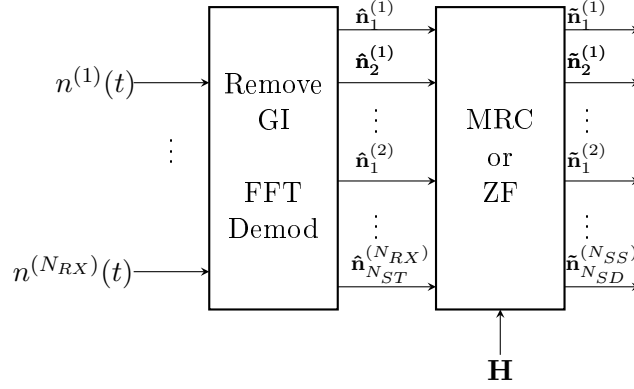 n^{(1)}(t)
⋮
n^{(N_{RX})}(t)
Remove
GI
FFT
Demod
n̂_1^{(1)}
n̂_2^{(1)}
⋮
n̂_1^{(2)}
⋮
n̂_{N_{ST}}^{(N_{RX})}
MRC
or
ZF
H
ñ_1^{(1)}
ñ_2^{(1)}
⋮
ñ_1^{(2)}
⋮
ñ_{N_{SD}}^{(N_{SS})}